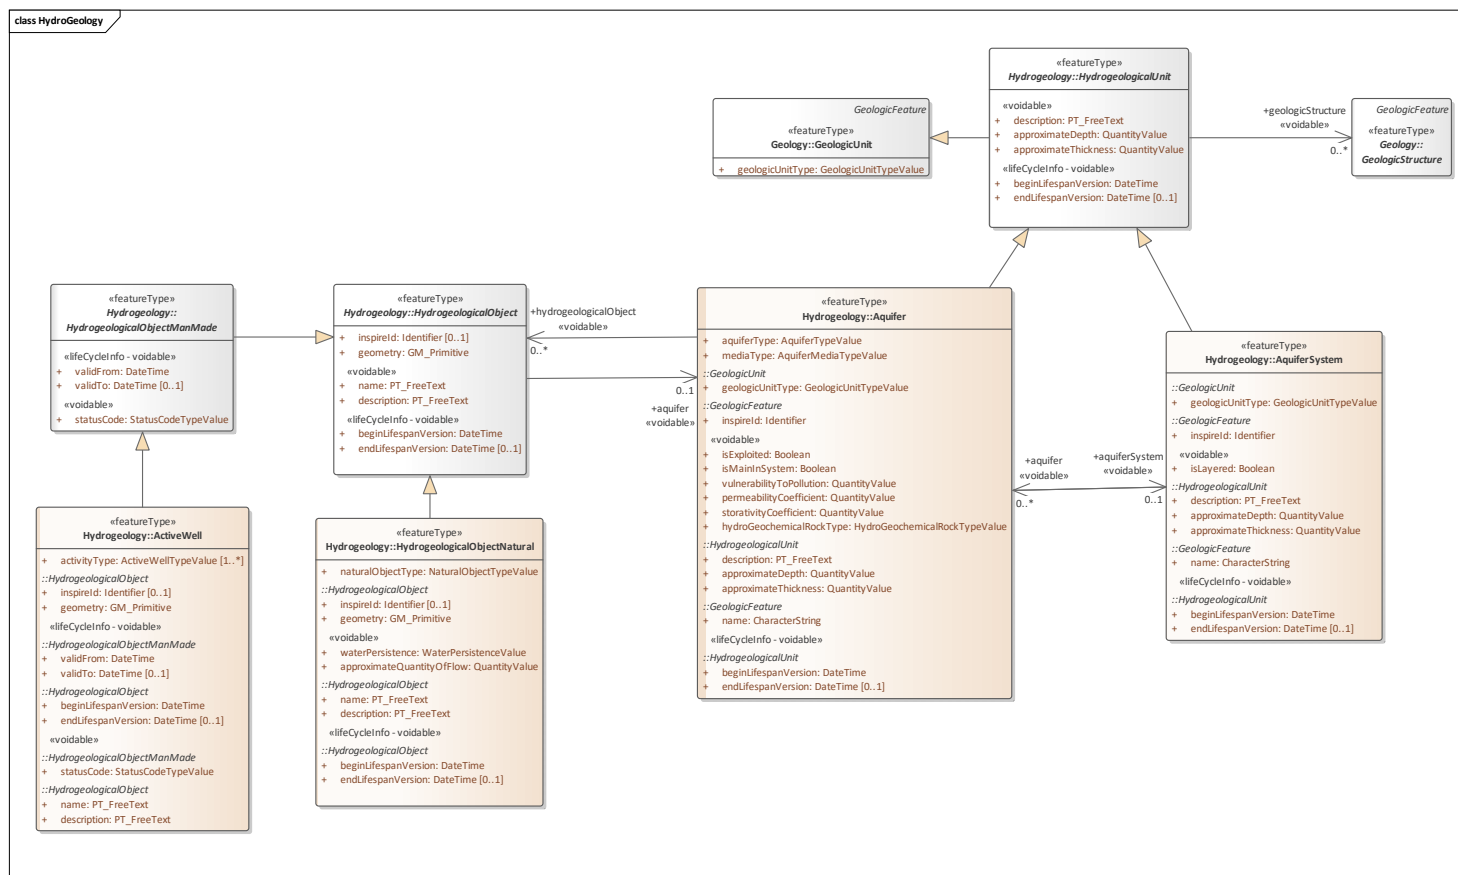 class HydroGeology
«featureType»
Hydrogeology::HydrogeologicalUnit
«voidable»
+ description: PT_FreeText
+ approximateDepth: QuantityValue
+ approximateThickness: QuantityValue
«lifeCycleInfo - voidable»
+ beginLifespanVersion: DateTime
+ endLifespanVersion: DateTime [0..1]
GeologicFeature
«featureType»
Geology::GeologicUnit
+ geologicUnitType: GeologicUnitTypeValue
+geologicStructure
«voidable»
0..*
GeologicFeature
«featureType»
Geology::
GeologicStructure
«featureType»
Hydrogeology::
HydrogeologicalObjectManMade
«lifeCycleInfo - voidable»
+ validFrom: DateTime
+ validTo: DateTime [0..1]
«voidable»
+ statusCode: StatusCodeTypeValue
«featureType»
Hydrogeology::HydrogeologicalObject
+ inspireId: Identifier [0..1]
+ geometry: GM_Primitive
«voidable»
+ name: PT_FreeText
+ description: PT_FreeText
«lifeCycleInfo - voidable»
+ beginLifespanVersion: DateTime
+ endLifespanVersion: DateTime [0..1]
+hydrogeologicalObject
«voidable»
0..*
0..1
+aquifer
«voidable»
«featureType»
Hydrogeology::Aquifer
+ aquiferType: AquiferTypeValue
+ mediaType: AquiferMediaTypeValue
::GeologicUnit
+ geologicUnitType: GeologicUnitTypeValue
::GeologicFeature
+ inspireId: Identifier
«voidable»
+ isExploited: Boolean
+ isMainInSystem: Boolean
+ vulnerabilityToPollution: QuantityValue
+ permeabilityCoefficient: QuantityValue
+ storativityCoefficient: QuantityValue
+ hydroGeochemicalRockType: HydroGeochemicalRockTypeValue
::HydrogeologicalUnit
+ description: PT_FreeText
+ approximateDepth: QuantityValue
+ approximateThickness: QuantityValue
::GeologicFeature
+ name: CharacterString
«lifeCycleInfo - voidable»
::HydrogeologicalUnit
+ beginLifespanVersion: DateTime
+ endLifespanVersion: DateTime [0..1]
+aquifer
«voidable»
0..*
+aquiferSystem
«voidable»
0..1
«featureType»
Hydrogeology::AquiferSystem
::GeologicUnit
+ geologicUnitType: GeologicUnitTypeValue
::GeologicFeature
+ inspireId: Identifier
«voidable»
+ isLayered: Boolean
::HydrogeologicalUnit
+ description: PT_FreeText
+ approximateDepth: QuantityValue
+ approximateThickness: QuantityValue
::GeologicFeature
+ name: CharacterString
«lifeCycleInfo - voidable»
::HydrogeologicalUnit
+ beginLifespanVersion: DateTime
+ endLifespanVersion: DateTime [0..1]
«featureType»
Hydrogeology::ActiveWell
+ activityType: ActiveWellTypeValue [1..*]
::HydrogeologicalObject
+ inspireId: Identifier [0..1]
+ geometry: GM_Primitive
«lifeCycleInfo - voidable»
::HydrogeologicalObjectManMade
+ validFrom: DateTime
+ validTo: DateTime [0..1]
::HydrogeologicalObject
+ beginLifespanVersion: DateTime
+ endLifespanVersion: DateTime [0..1]
«voidable»
::HydrogeologicalObjectManMade
+ statusCode: StatusCodeTypeValue
::HydrogeologicalObject
+ name: PT_FreeText
+ description: PT_FreeText
«featureType»
Hydrogeology::HydrogeologicalObjectNatural
+ naturalObjectType: NaturalObjectTypeValue
::HydrogeologicalObject
+ inspireId: Identifier [0..1]
+ geometry: GM_Primitive
«voidable»
+ waterPersistence: WaterPersistenceValue
+ approximateQuantityOfFlow: QuantityValue
::HydrogeologicalObject
+ name: PT_FreeText
+ description: PT_FreeText
«lifeCycleInfo - voidable»
::HydrogeologicalObject
+ beginLifespanVersion: DateTime
+ endLifespanVersion: DateTime [0..1]